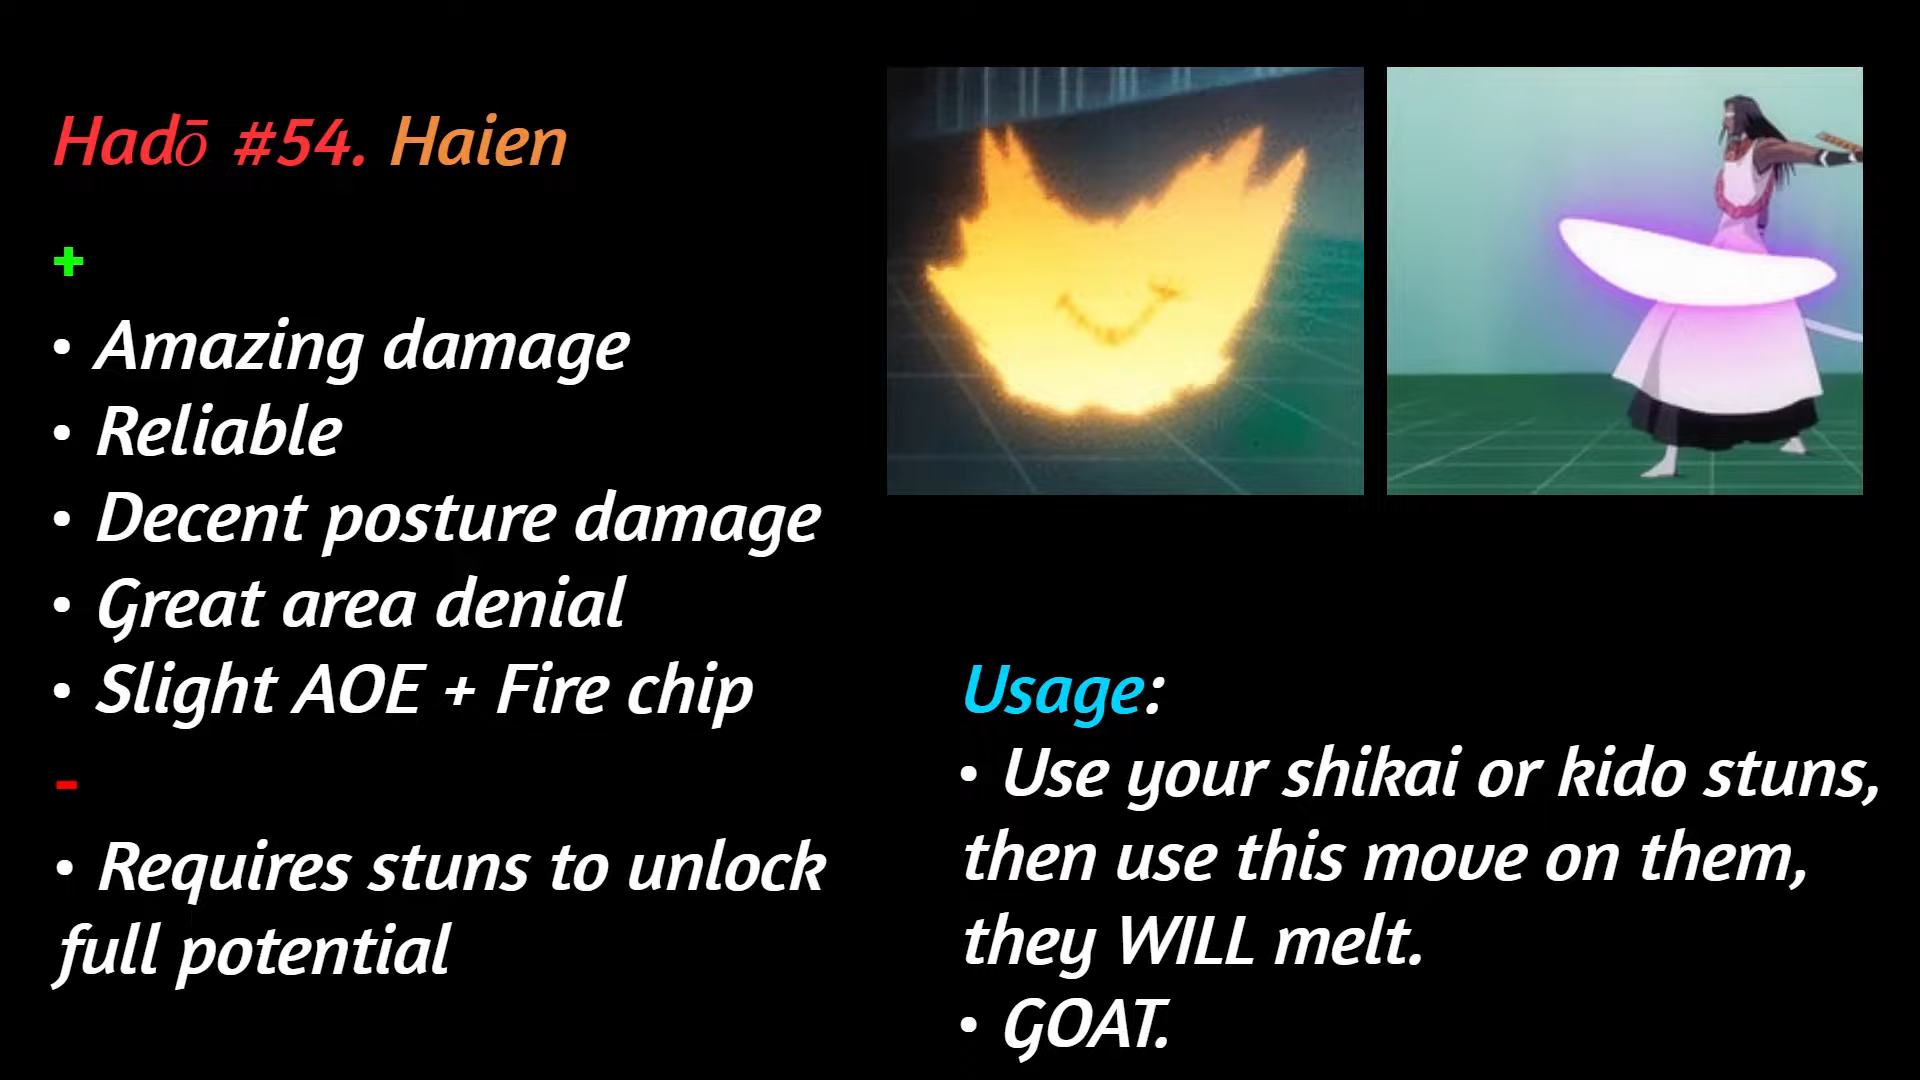 Hadō #54. Haien
+
• Amazing damage
• Reliable
• Decent posture damage
• Great area denial
• Slight AOE + Fire chip
-
• Requires stuns to unlock
full potential
Usage:
• Use your shikai or kido stuns,
then use this move on them,
they WILL melt.
• GOAT.